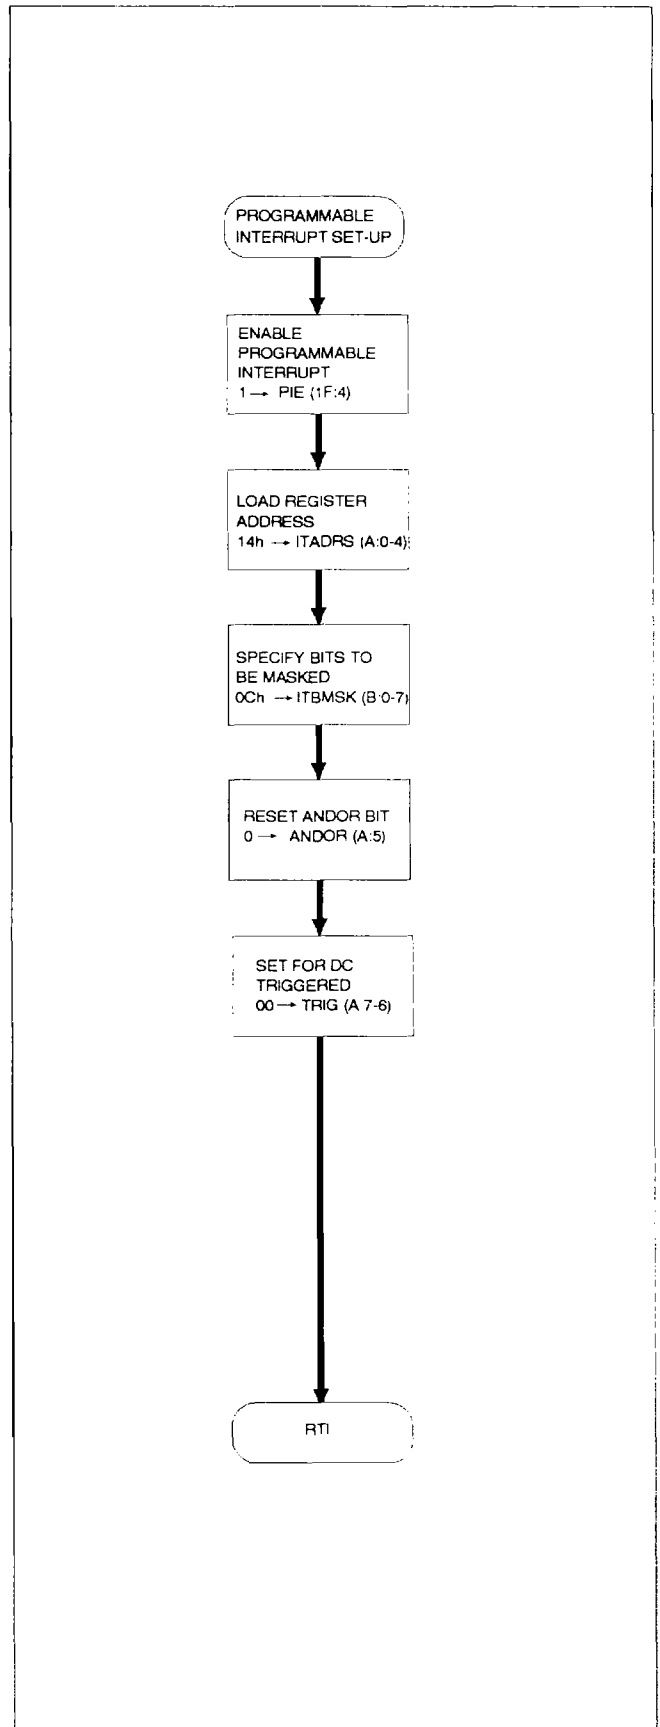 PROGRAMMABLE
INTERRUPT SET-UP
ENABLE
PROGRAMMABLE
INTERRUPT
1 → PIE (1F:4)
LOAD REGISTER
ADDRESS
14h → ITADRS (A:0-4)
SPECIFY BITS TO
BE MASKED
0Ch → ITBMSK (B:0-7)
RESET ANDOR BIT
0 → ANDOR (A:5)
SET FOR DC
TRIGGERED
00 → TRIG (A 7-6)
RTI